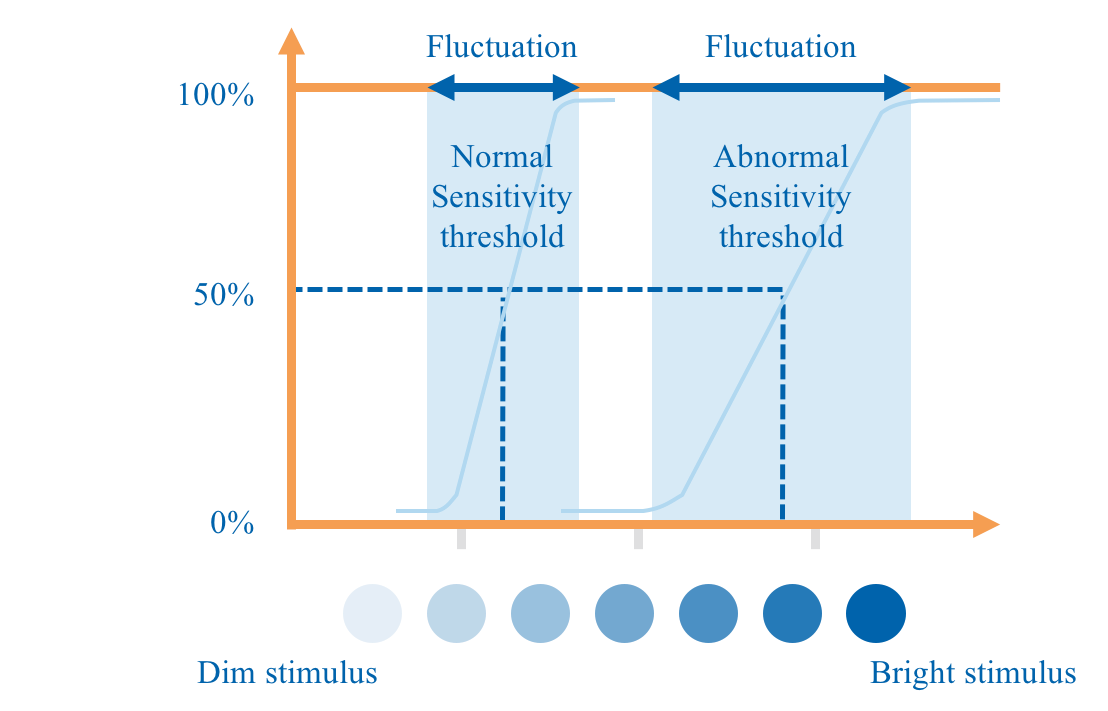 Fluctuation
Fluctuation
100%
Normal
Sensitivity
threshold
Abnormal
Sensitivity
threshold
50%
0%
Dim stimulus
Bright stimulus